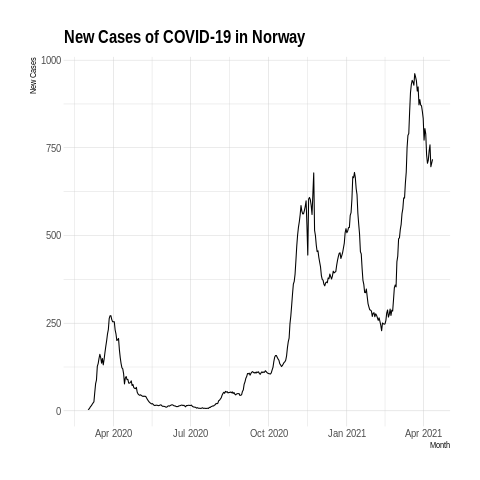 New Cases of COVID-19 in Norway
New Cases
1000
750
500
250
0
Apr 2020
Jul 2020
Oct 2020
Jan 2021
Apr 2021
Month